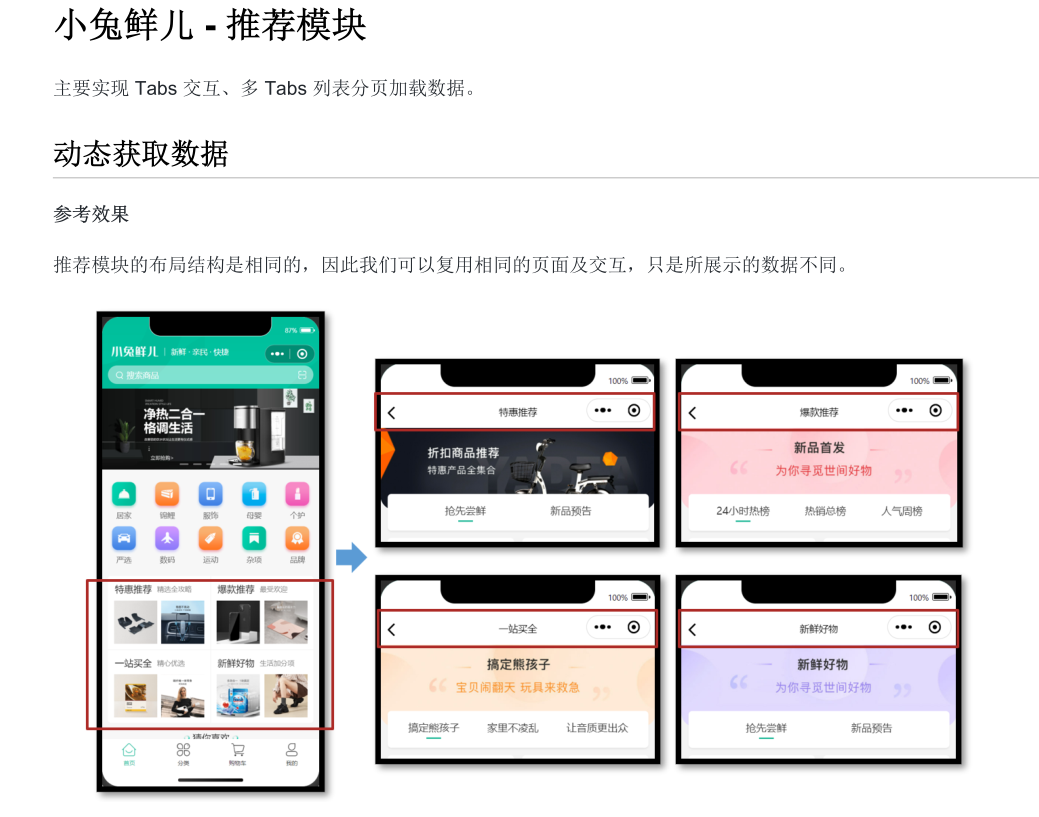 小兔鲜儿 - 推荐模块
主要实现 Tabs 交互、多 Tabs 列表分页加载数据。
动态获取数据
参考效果
推荐模块的布局结构是相同的，因此我们可以复用相同的页面及交互，只是所展示的数据不同。
87%
小兔鲜儿 | 新鲜 · 亲民 · 快捷
搜索商品
净热二合一
格调生活
立即抢购
居家 锦鲤 服饰 母婴 个护
严选 数码 运动 杂项 品牌
特惠推荐 精选全攻略 爆款推荐 最受欢迎
一站买全 精心优选 新鲜好物 生活加分项
猜你喜欢
首页 分类 购物车 我的
100%
特惠推荐
折扣商品推荐
特惠产品全集合
抢先尝鲜 新品预告
100%
爆款推荐
新品首发
为你寻觅世间好物
24小时热榜 热销总榜 人气周榜
100%
一站买全
搞定熊孩子
宝贝闹翻天 玩具来救急
搞定熊孩子 家里不凌乱 让音质更出众
100%
新鲜好物
新鲜好物
为你寻觅世间好物
抢先尝鲜 新品预告